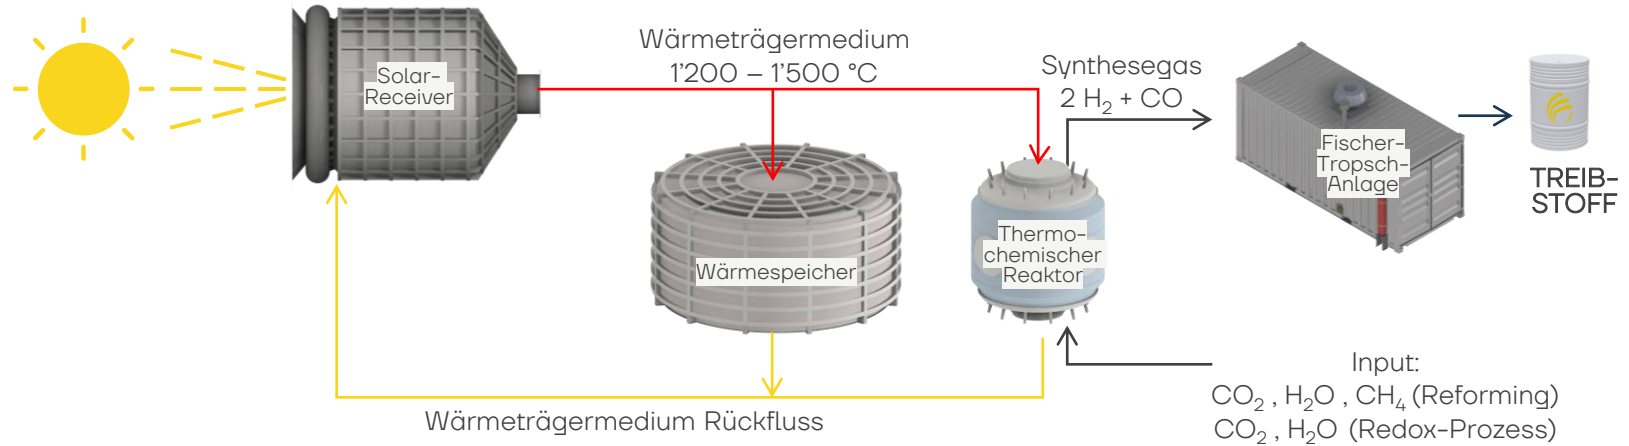 Wärmeträgermedium
1'200 – 1'500 °C
Solar-
Receiver
Synthesegas
2 H₂ + CO
Fischer-
Tropsch-
Anlage
TREIB-
STOFF
Wärmespeicher
Thermo-
chemischer
Reaktor
Input:
CO₂ , H₂O , CH₄ (Reforming)
CO₂ , H₂O (Redox-Prozess)
Wärmeträgermedium Rückfluss